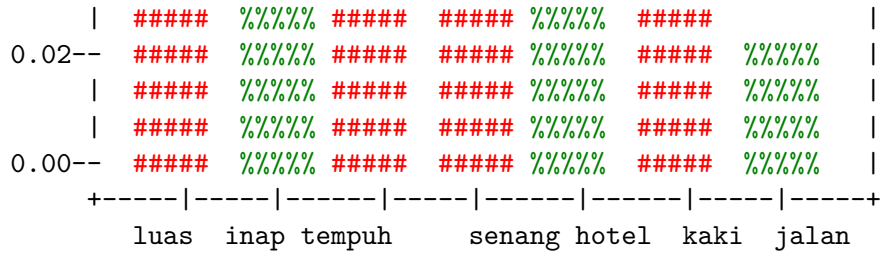 | ##### %%%%% ##### ##### %%%%% ##### |
0.02-- ##### %%%%% ##### ##### %%%%% ##### %%%%% |
| ##### %%%%% ##### ##### %%%%% ##### %%%%% |
| ##### %%%%% ##### ##### %%%%% ##### %%%%% |
0.00-- ##### %%%%% ##### ##### %%%%% ##### %%%%% |
+-----|-----|------|-----|------|------|-----|-----+
luas inap tempuh senang hotel kaki jalan